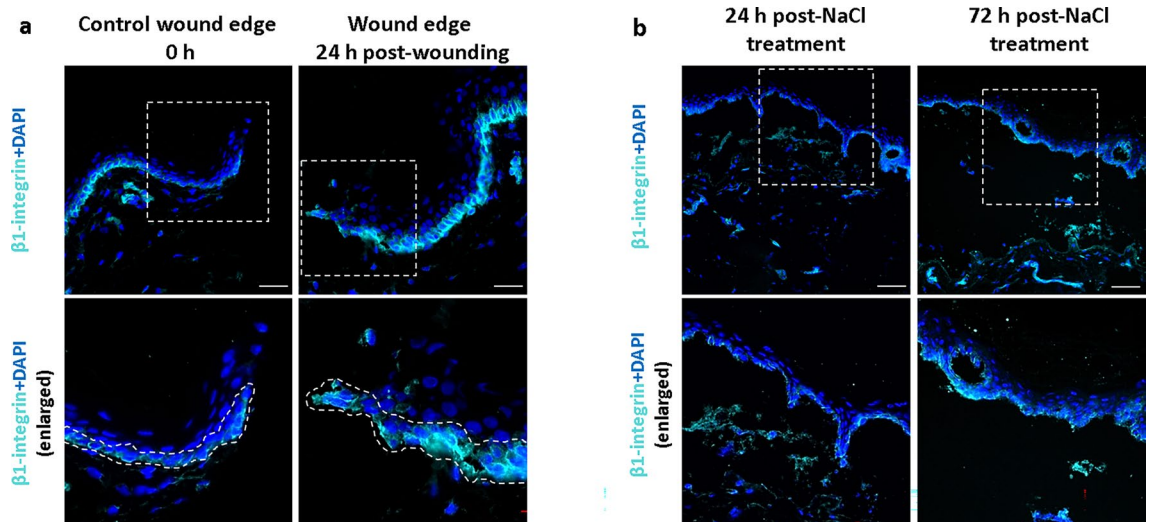 a
Control wound edge
0 h
Wound edge
24 h post-wounding
β1-integrin+DAPI
β1-integrin+DAPI
(enlarged)
b
24 h post-NaCl
treatment
72 h post-NaCl
treatment
β1-integrin+DAPI
β1-integrin+DAPI
(enlarged)